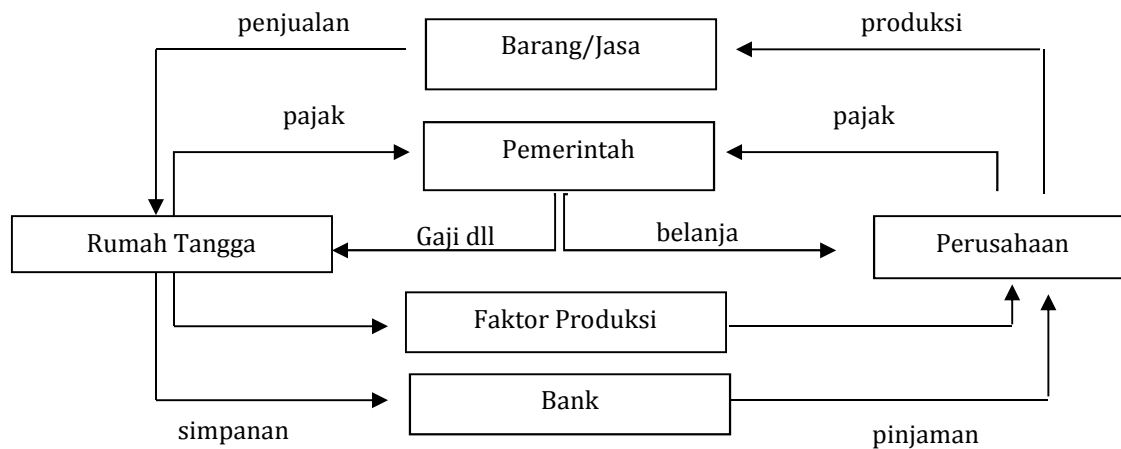 penjualan
Barang/Jasa
produksi
pajak
Pemerintah
pajak
Rumah Tangga
Gaji dll
belanja
Perusahaan
Faktor Produksi
Bank
simpanan
pinjaman